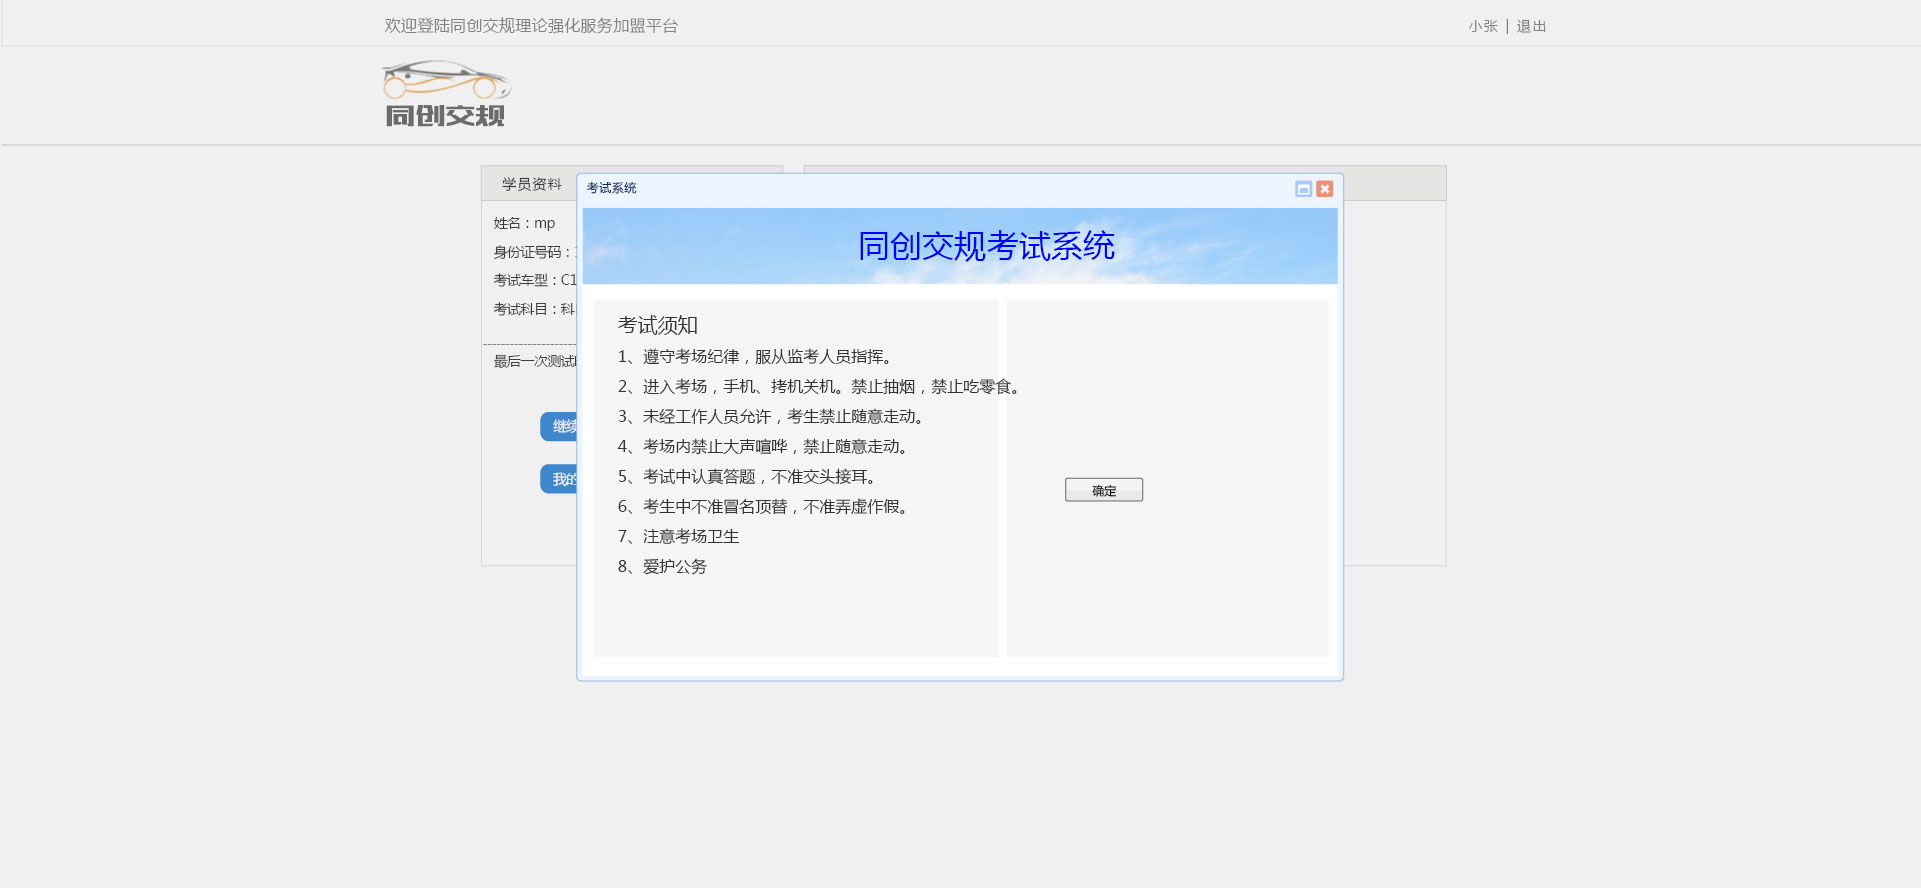 欢迎登陆同创交规理论强化服务加盟平台
小张 | 退出
同创交规
学员资料
姓名：mp
身份证号码：
考试车型：C1
考试科目：科
最后一次测试
继续
我的
考试系统
同创交规考试系统
考试须知
1、遵守考场纪律，服从监考人员指挥。
2、进入考场，手机、拷机关机。禁止抽烟，禁止吃零食。
3、未经工作人员允许，考生禁止随意走动。
4、考场内禁止大声喧哗，禁止随意走动。
5、考试中认真答题，不准交头接耳。
6、考生中不准冒名顶替，不准弄虚作假。
7、注意考场卫生
8、爱护公务
确定